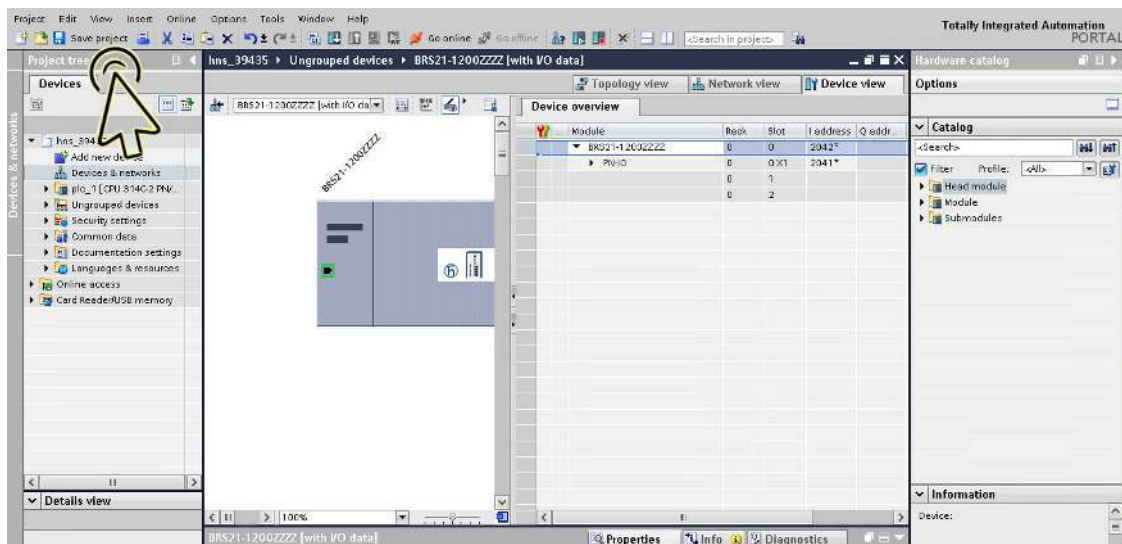 Project Edit View Insert Online Options Tools Window Help
Totally Integrated Automation
PORTAL
Save project
Go online
Go offline
<Search in project>
Project tree
hns_39435 ▸ Ungrouped devices ▸ BRS21-1200ZZZZ [with I/O data]
Hardware catalog
Devices
Topology view
Network view
Device view
Options
BRS21-1200ZZZZ [with I/O da
Device overview
Devices & networks
Module Rack Slot I address Q addr...
Catalog
BRS21-1200ZZZZ 0 0 2042*
PN-IO 0 0 X1 2041*
0 1
0 2
<Search>
Filter Profile: <All>
Head module
Module
Submodules
Add new
Devices & networks
plc_1 [CPU 314C-2 PN/...
Ungrouped devices
Security settings
Common data
Documentation settings
Languages & resources
Online access
Card Reader/USB memory
BRS21-1200ZZZZ
Details view
100%
Information
Device:
BRS21-1200ZZZZ [with I/O data]
Properties
Info
Diagnostics